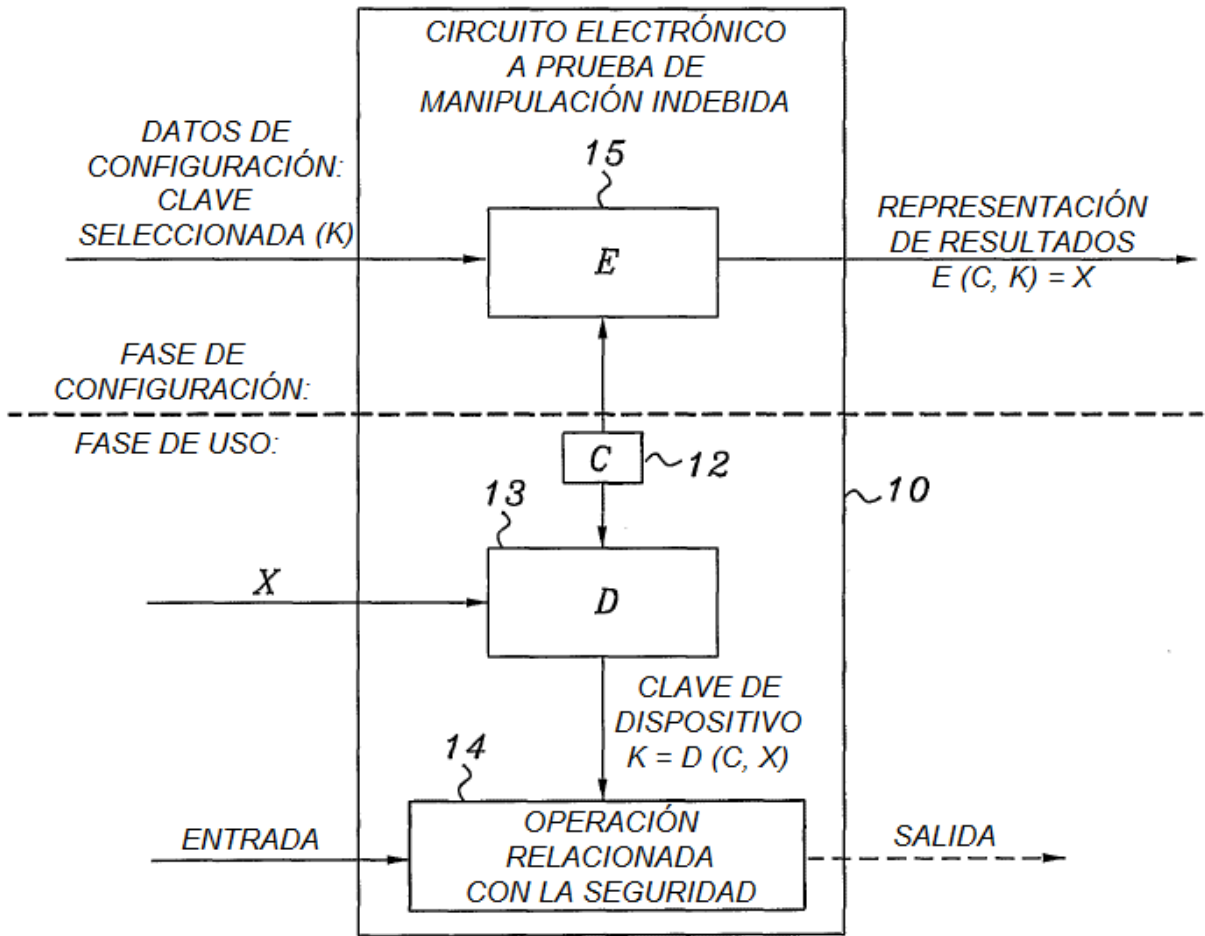 CIRCUITO ELECTRÓNICO
A PRUEBA DE
MANIPULACIÓN INDEBIDA
DATOS DE
CONFIGURACIÓN:
CLAVE
SELECCIONADA (K)
15
E
REPRESENTACIÓN
DE RESULTADOS
E (C, K) = X
FASE DE
CONFIGURACIÓN:
FASE DE USO:
C
12
10
13
X
D
CLAVE DE
DISPOSITIVO
K = D (C, X)
14
ENTRADA
OPERACIÓN
RELACIONADA
CON LA SEGURIDAD
SALIDA